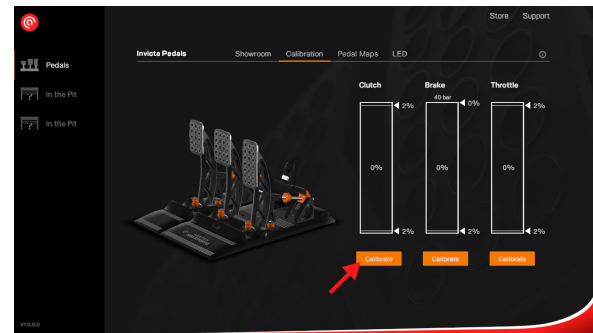 Store Support
Invicta Pedals Showroom Calibration Pedal Maps LED
Pedals
In the Pit
In the Pit
Clutch Brake Throttle
40 bar
2% 0% 2%
0% 0% 0%
2% 2% 2%
Calibrate Calibrate Calibrate
V1.0.0.0